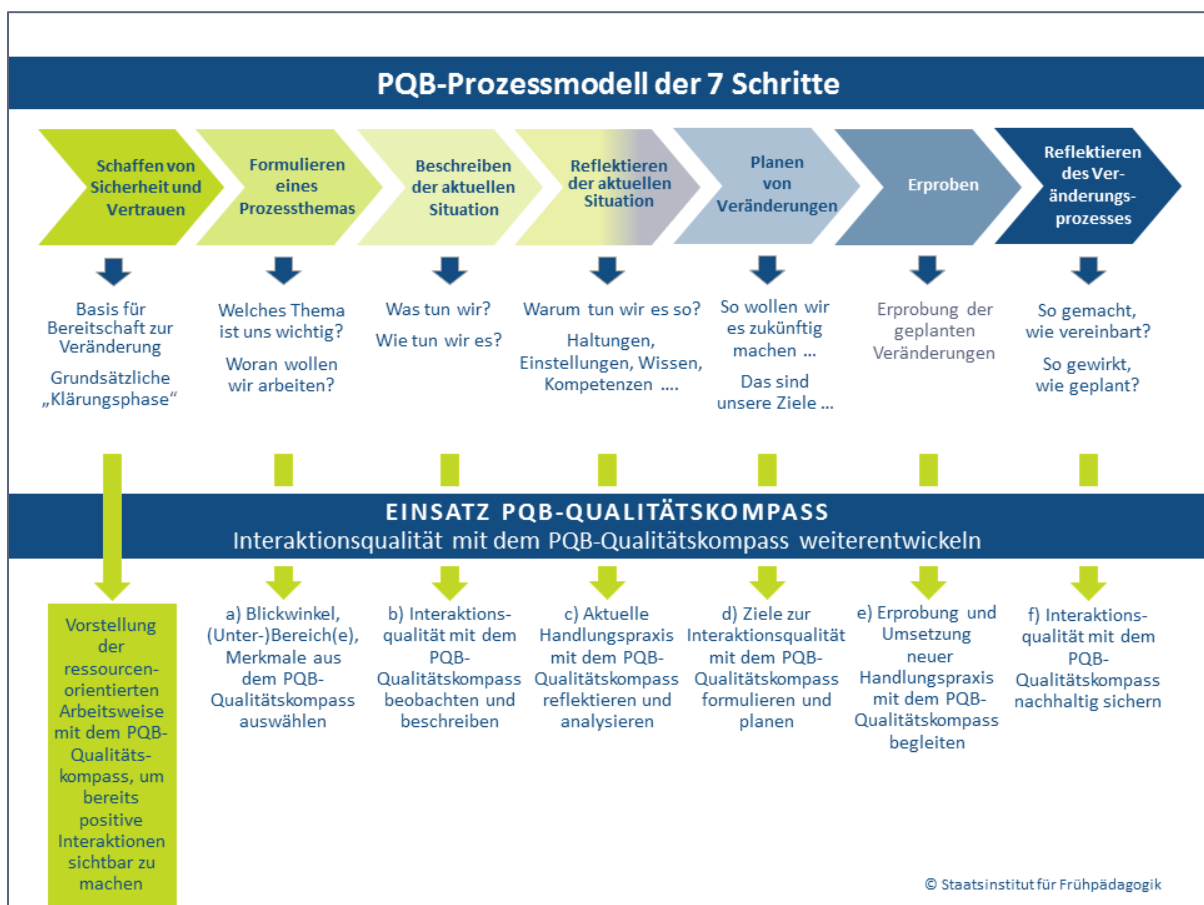 PQB-Prozessmodell der 7 Schritte
Schaffen von
Sicherheit und
Vertrauen
Formulieren
eines
Prozessthemas
Beschreiben
der aktuellen
Situation
Reflektieren
der aktuellen
Situation
Planen
von
Veränderungen
Erproben
Reflektieren
des Ver-
änderungs-
prozesses
Basis für
Bereitschaft zur
Veränderung
Grundsätzliche
„Klärungsphase“
Welches Thema
ist uns wichtig?
Woran wollen
wir arbeiten?
Was tun wir?
Wie tun wir es?
Warum tun wir es so?
Haltungen,
Einstellungen, Wissen,
Kompetenzen ....
So wollen wir
es zukünftig
machen ...
Das sind
unsere Ziele ...
Erprobung der
geplanten
Veränderungen
So gemacht,
wie vereinbart?
So gewirkt,
wie geplant?
EINSATZ PQB-QUALITÄTSKOMPASS
Interaktionsqualität mit dem PQB-Qualitätskompass weiterentwickeln
Vorstellung
der
ressourcen-
orientierten
Arbeitsweise
mit dem PQB-
Qualitäts-
kompass, um
bereits
positive
Interaktionen
sichtbar zu
machen
a) Blickwinkel,
(Unter-)Bereich(e),
Merkmale aus
dem PQB-
Qualitätskompass
auswählen
b) Interaktions-
qualität mit dem
PQB-
Qualitätskompass
beobachten und
beschreiben
c) Aktuelle
Handlungspraxis
mit dem PQB-
Qualitätskompass
reflektieren und
analysieren
d) Ziele zur
Interaktionsqualität
mit dem PQB-
Qualitätskompass
formulieren und
planen
e) Erprobung und
Umsetzung
neuer
Handlungspraxis
mit dem PQB-
Qualitätskompass
begleiten
f) Interaktions-
qualität mit dem
PQB-
Qualitätskompass
nachhaltig sichern
© Staatsinstitut für Frühpädagogik